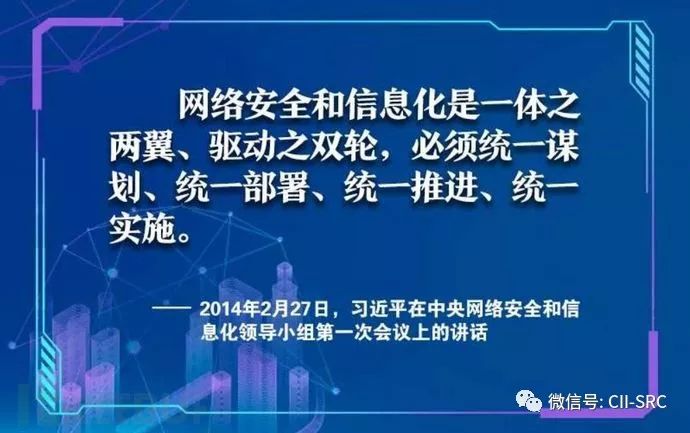 网络安全和信息化是一体之
两翼、驱动之双轮，必须统一谋
划、统一部署、统一推进、统一
实施。
—— 2014年2月27日，习近平在中央网络安全和信
息化领导小组第一次会议上的讲话
微信号: CII-SRC